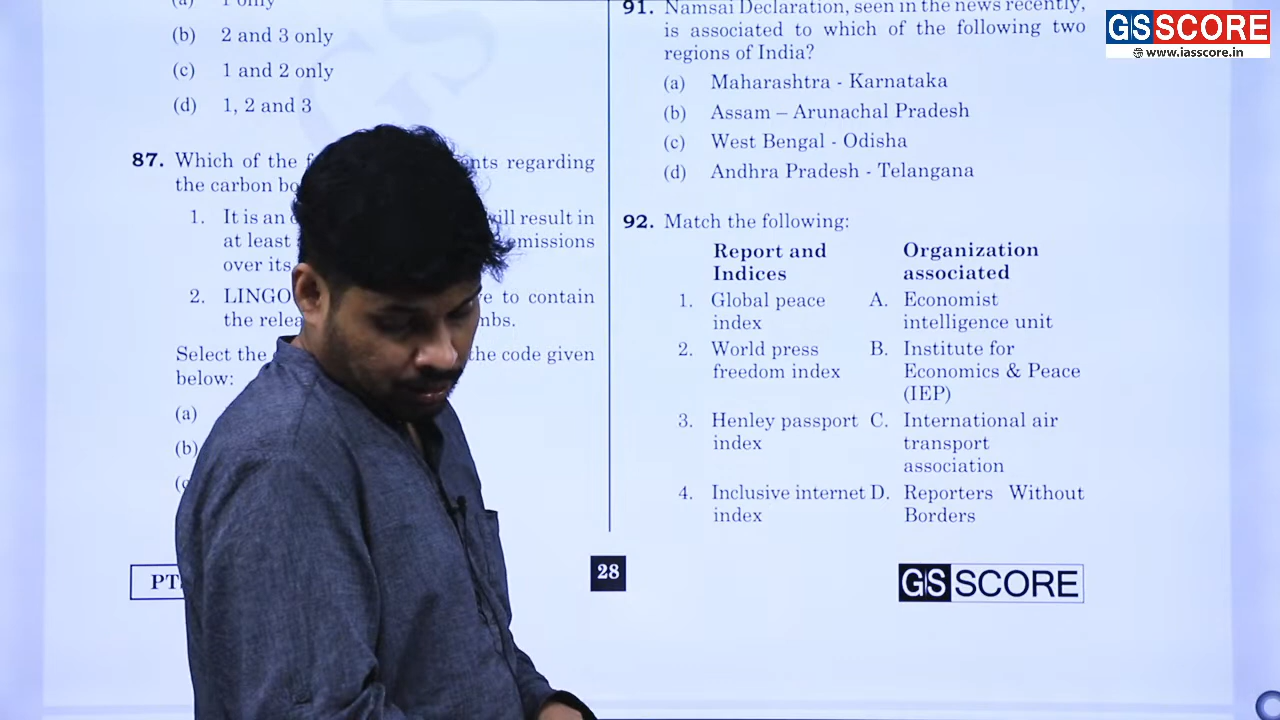 (a) 1 only
(b) 2 and 3 only
(c) 1 and 2 only
(d) 1, 2 and 3
87. Which of the regarding
the carbon
1. It is an will result in
at least emissions
over its
2. LINGO to contain
the
Select the the code given
below:
(a)
(b)
PT
28
91. Namsai Declaration, seen in the news recently,
is associated to which of the following two
regions of India?
(a) Maharashtra - Karnataka
(b) Assam – Arunachal Pradesh
(c) West Bengal - Odisha
(d) Andhra Pradesh - Telangana
92. Match the following:
Report and Organization
Indices associated
1. Global peace A. Economist
index intelligence unit
2. World press B. Institute for
freedom index Economics & Peace
(IEP)
3. Henley passport C. International air
index transport
association
4. Inclusive internet D. Reporters Without
index Borders
GS SCORE
GS SCORE
www.iasscore.in